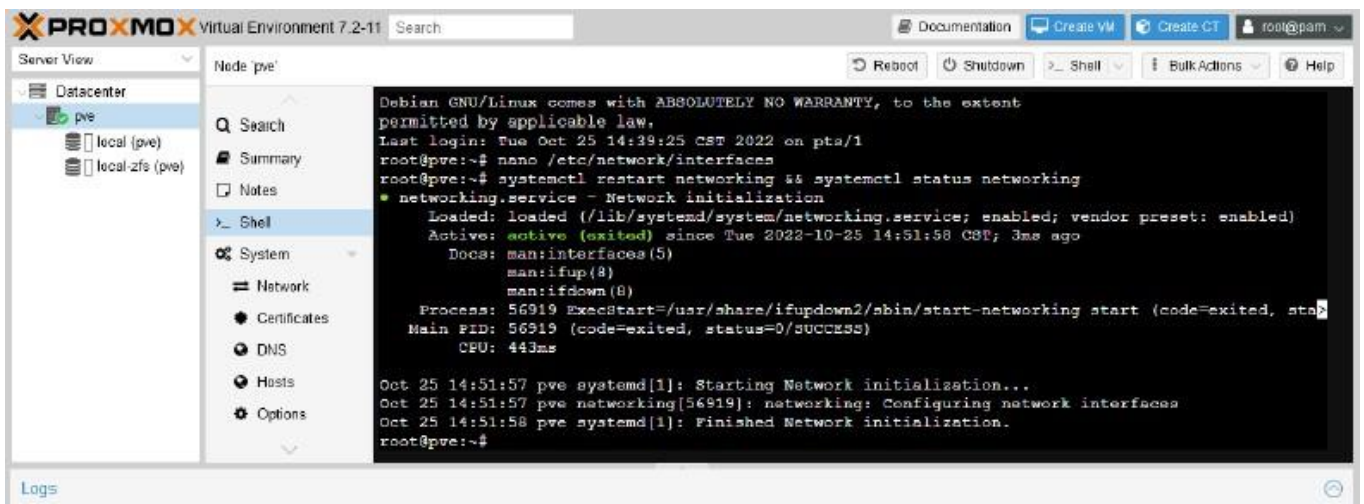 PROXMOX Virtual Environment 7.2-11 Search Documentation Create VM Create CT root@pam
Server View
Node 'pve' Reboot Shutdown >_ Shell Bulk Actions Help
Datacenter
pve
local (pve)
local-zfs (pve)
Search
Summary
Notes
>_ Shell
System
Network
Certificates
DNS
Hosts
Options
Debian GNU/Linux comes with ABSOLUTELY NO WARRANTY, to the extent
permitted by applicable law.
Last login: Tue Oct 25 14:39:25 CST 2022 on pts/1
root@pve:~# nano /etc/network/interfaces
root@pve:~# systemctl restart networking && systemctl status networking
● networking.service - Network initialization
Loaded: loaded (/lib/systemd/system/networking.service; enabled; vendor preset: enabled)
Active: active (exited) since Tue 2022-10-25 14:51:58 CST; 3ms ago
Docs: man:interfaces(5)
man:ifup(8)
man:ifdown(8)
Process: 56919 ExecStart=/usr/share/ifupdown2/sbin/start-networking start (code=exited, sta>
Main PID: 56919 (code=exited, status=0/SUCCESS)
CPU: 443ms
Oct 25 14:51:57 pve systemd[1]: Starting Network initialization...
Oct 25 14:51:57 pve networking[56919]: networking: Configuring network interfaces
Oct 25 14:51:58 pve systemd[1]: Finished Network initialization.
root@pve:~#
Logs